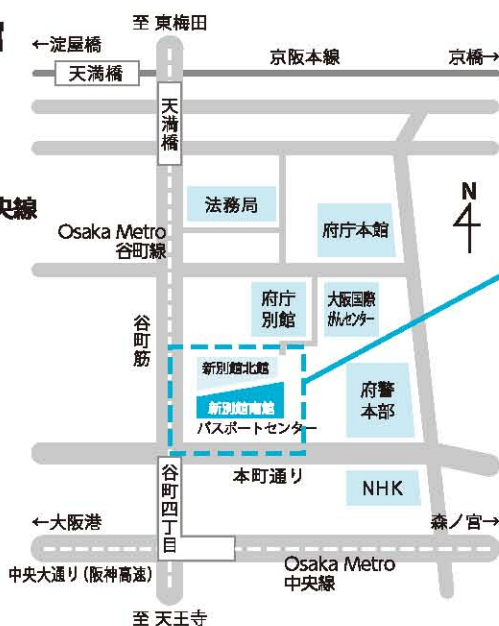 至 東梅田
←淀屋橋
京阪本線
京橋→
天満橋
天満橋
央線
法務局
府庁本館
N
Osaka Metro
谷町線
谷町筋
府庁
別館
大阪国際
がんセンター
新別館北館
新別館南館
パスポートセンター
府警
本部
本町通り
谷町四丁目
NHK
←大阪港
森ノ宮→
中央大通り(阪神高速)
Osaka Metro
中央線
至 天王寺